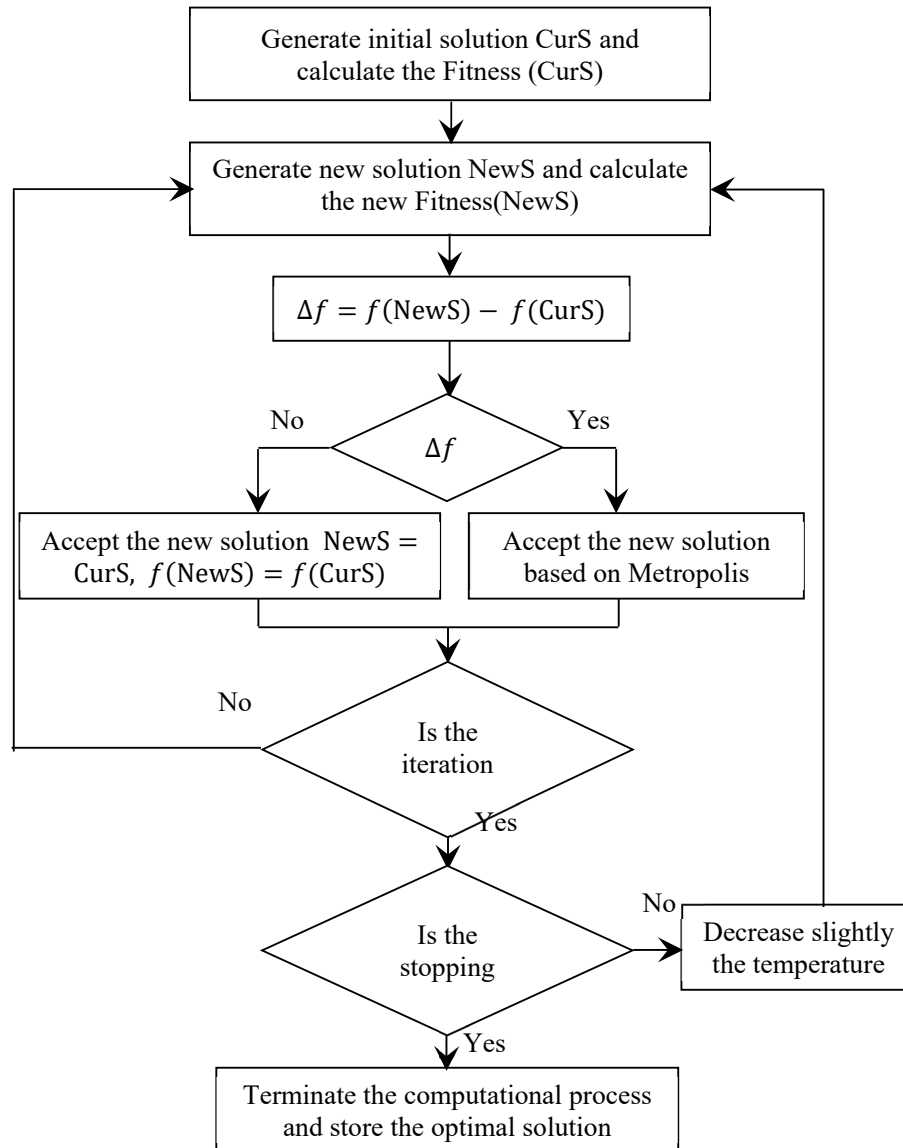 Generate initial solution CurS and
calculate the Fitness (CurS)
Generate new solution NewS and calculate
the new Fitness(NewS)
Δf = f(NewS) − f(CurS)
No
Yes
Δf
Accept the new solution NewS =
CurS, f(NewS) = f(CurS)
Accept the new solution
based on Metropolis
No
Is the
iteration
Yes
Is the
stopping
No
Decrease slightly
the temperature
Yes
Terminate the computational process
and store the optimal solution